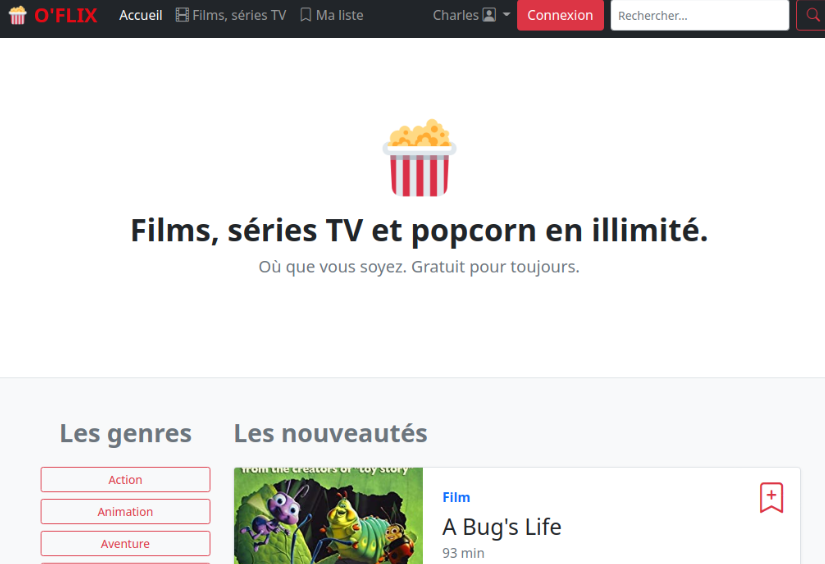 O'FLIX Accueil Films, séries TV Ma liste Charles Connexion Rechercher...
Films, séries TV et popcorn en illimité.
Où que vous soyez. Gratuit pour toujours.
Les genres
Action
Animation
Aventure
Les nouveautés
from the creators of "toy story"
Film
A Bug's Life
93 min